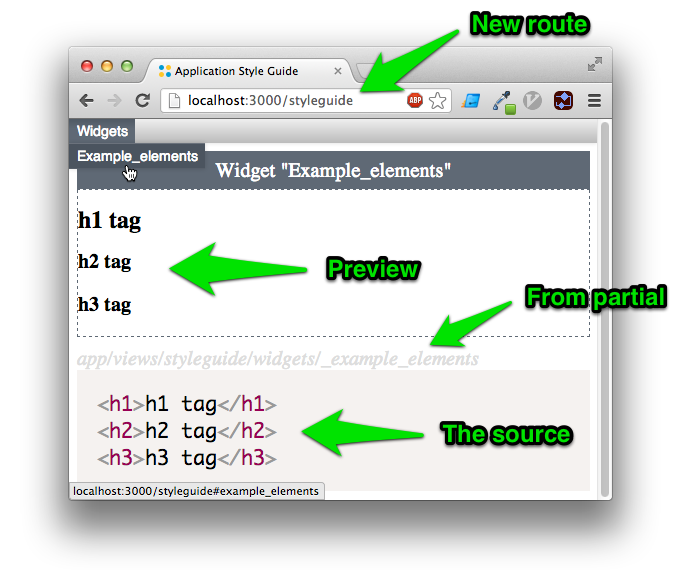 New route
Application Style Guide
localhost:3000/styleguide
ABP
Widgets
Example_elements
Widget "Example_elements"
h1 tag
h2 tag
Preview
h3 tag
From partial
app/views/styleguide/widgets/_example_elements
<h1>h1 tag</h1>
<h2>h2 tag</h2>
The source
<h3>h3 tag</h3>
localhost:3000/styleguide#example_elements